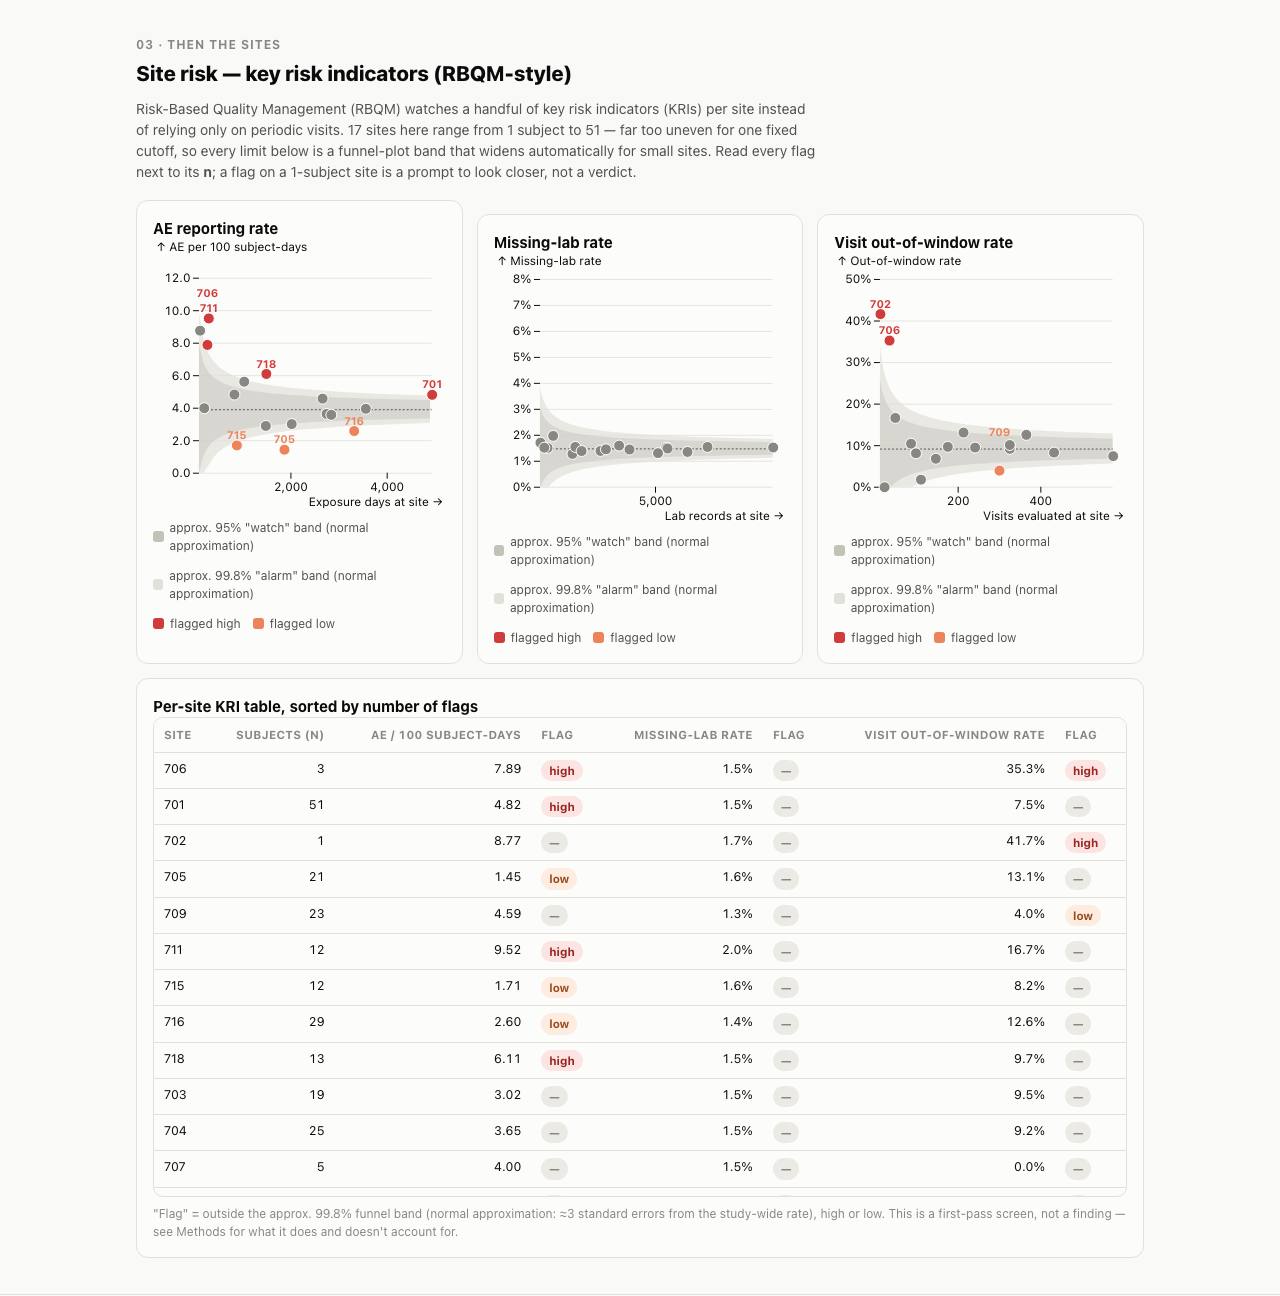 03 · THEN THE SITES
Site risk — key risk indicators (RBQM-style)
Risk-Based Quality Management (RBQM) watches a handful of key risk indicators (KRIs) per site instead
of relying only on periodic visits. 17 sites here range from 1 subject to 51 — far too uneven for one fixed
cutoff, so every limit below is a funnel-plot band that widens automatically for small sites. Read every flag
next to its n; a flag on a 1-subject site is a prompt to look closer, not a verdict.
AE reporting rate
↑ AE per 100 subject-days
12.0
706
10.0
711
8.0
718
6.0
701
4.0
716
715
705
2.0
0.0
2,000
4,000
Exposure days at site →
approx. 95% "watch" band (normal
approximation)
approx. 99.8% "alarm" band (normal
approximation)
flagged high
flagged low
Missing-lab rate
↑ Missing-lab rate
8%
7%
6%
5%
4%
3%
2%
1%
0%
5,000
Lab records at site →
approx. 95% "watch" band (normal
approximation)
approx. 99.8% "alarm" band (normal
approximation)
flagged high
flagged low
Visit out-of-window rate
↑ Out-of-window rate
50%
702
40%
706
30%
20%
709
10%
0%
200
400
Visits evaluated at site →
approx. 95% "watch" band (normal
approximation)
approx. 99.8% "alarm" band (normal
approximation)
flagged high
flagged low
Per-site KRI table, sorted by number of flags
SITE SUBJECTS (N) AE / 100 SUBJECT-DAYS FLAG MISSING-LAB RATE FLAG VISIT OUT-OF-WINDOW RATE FLAG
706 3 7.89 high 1.5% — 35.3% high
701 51 4.82 high 1.5% — 7.5% —
702 1 8.77 — 1.7% — 41.7% high
705 21 1.45 low 1.6% — 13.1% —
709 23 4.59 — 1.3% — 4.0% low
711 12 9.52 high 2.0% — 16.7% —
715 12 1.71 low 1.6% — 8.2% —
716 29 2.60 low 1.4% — 12.6% —
718 13 6.11 high 1.5% — 9.7% —
703 19 3.02 — 1.5% — 9.5% —
704 25 3.65 — 1.5% — 9.2% —
707 5 4.00 — 1.5% — 0.0% —
"Flag" = outside the approx. 99.8% funnel band (normal approximation: ≈3 standard errors from the study-wide rate), high or low. This is a first-pass screen, not a finding —
see Methods for what it does and doesn't account for.